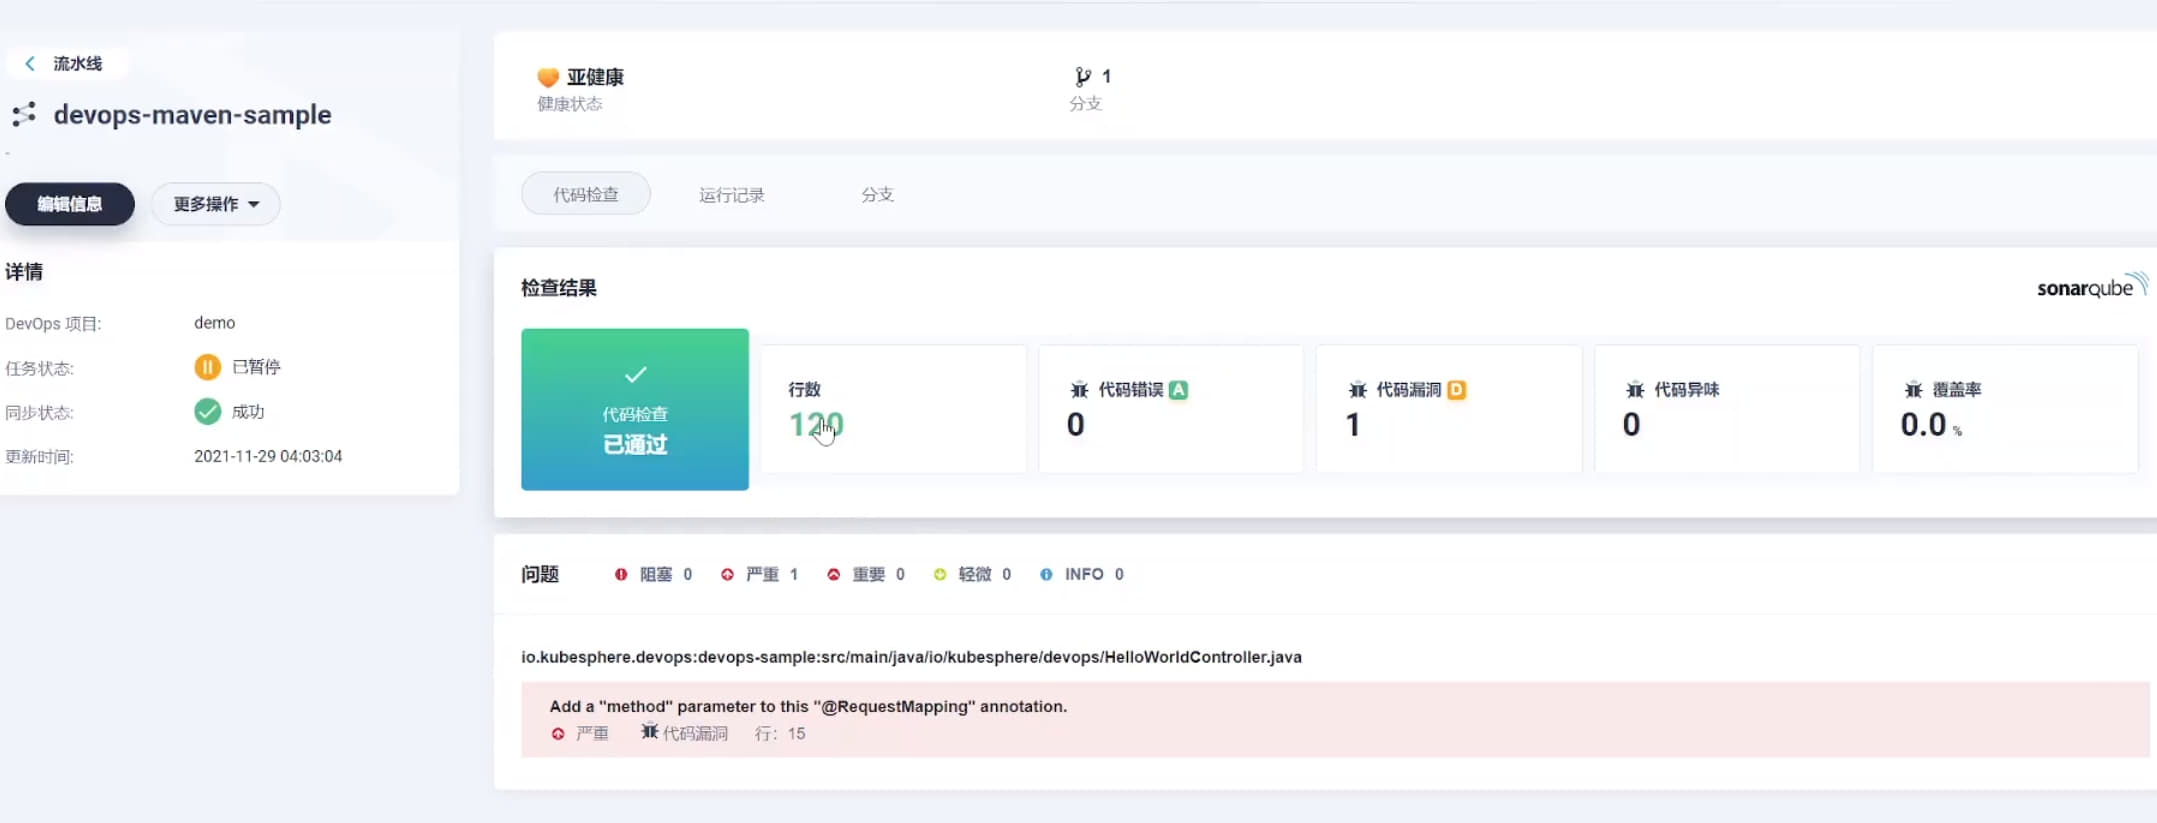 流水线
devops-maven-sample
-
编辑信息
更多操作
详情
DevOps 项目: demo
任务状态: 已暂停
同步状态: 成功
更新时间: 2021-11-29 04:03:04
亚健康
健康状态
1
分支
代码检查 运行记录 分支
检查结果
sonarqube
代码检查
已通过
行数
120
代码错误 A
0
代码漏洞 D
1
代码异味
0
覆盖率
0.0 %
问题 阻塞 0 严重 1 重要 0 轻微 0 INFO 0
io.kubesphere.devops:devops-sample:src/main/java/io/kubesphere/devops/HelloWorldController.java
Add a "method" parameter to this "@RequestMapping" annotation.
严重 代码漏洞 行: 15